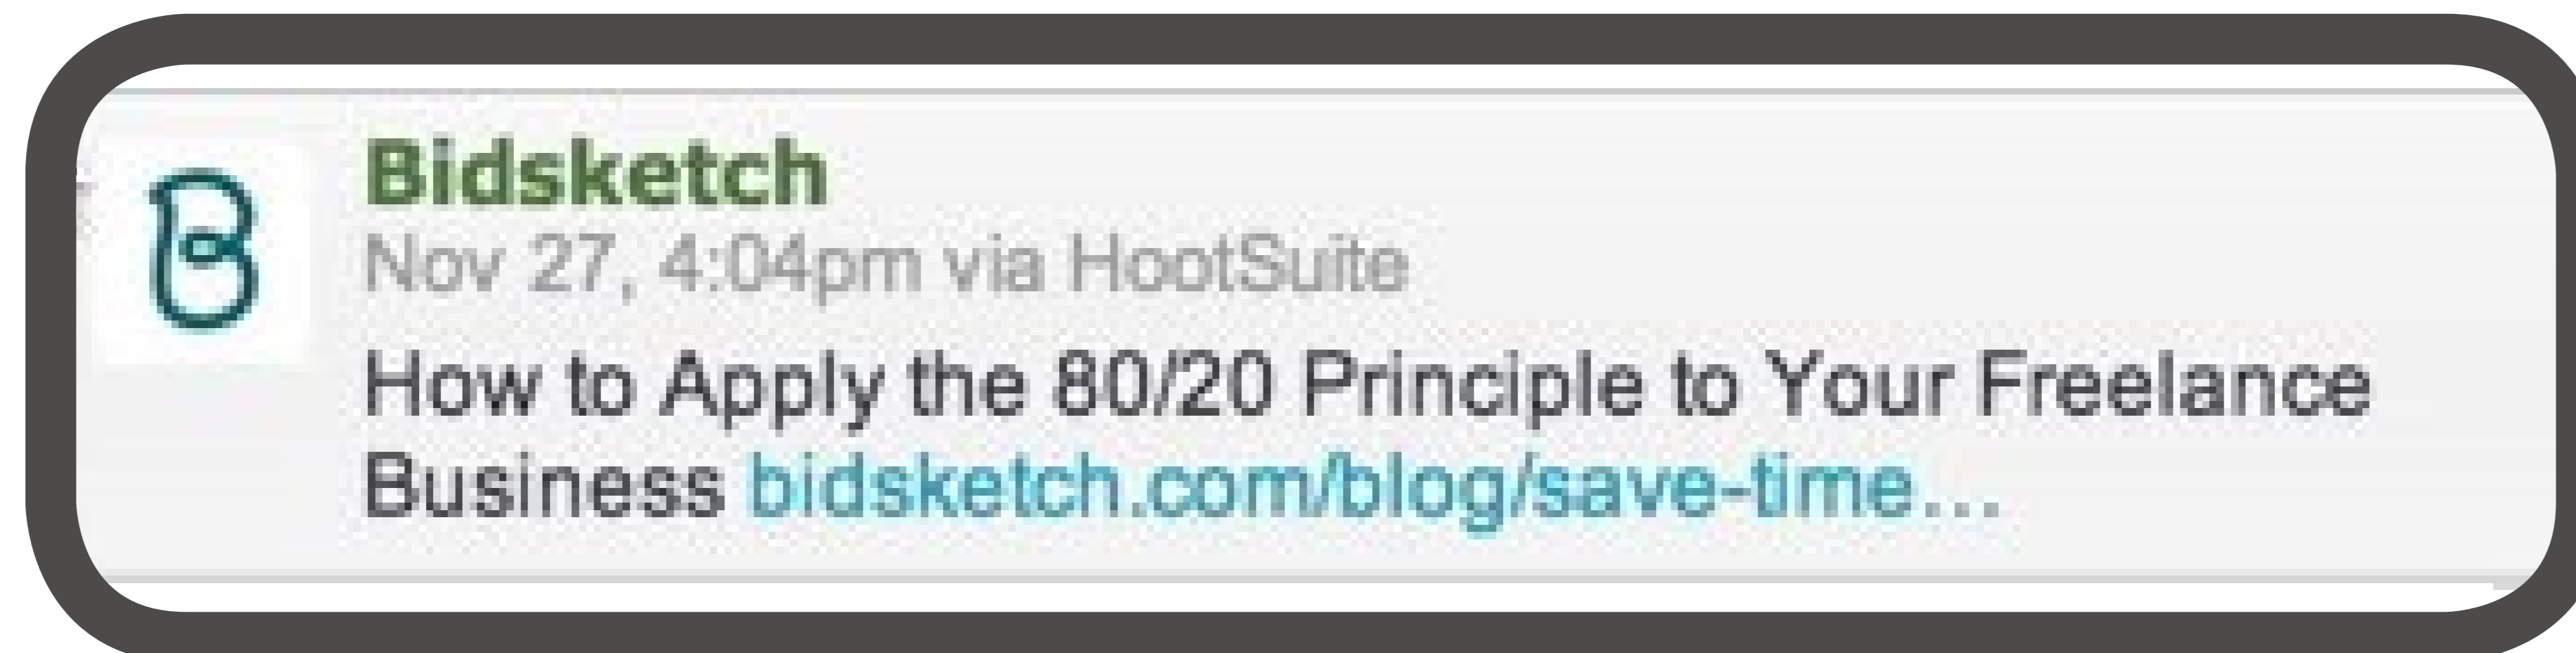 Bidsketch
Nov 27, 4:04pm via HootSuite
How to Apply the 80/20 Principle to Your Freelance
Business bidsketch.com/blog/save-time...